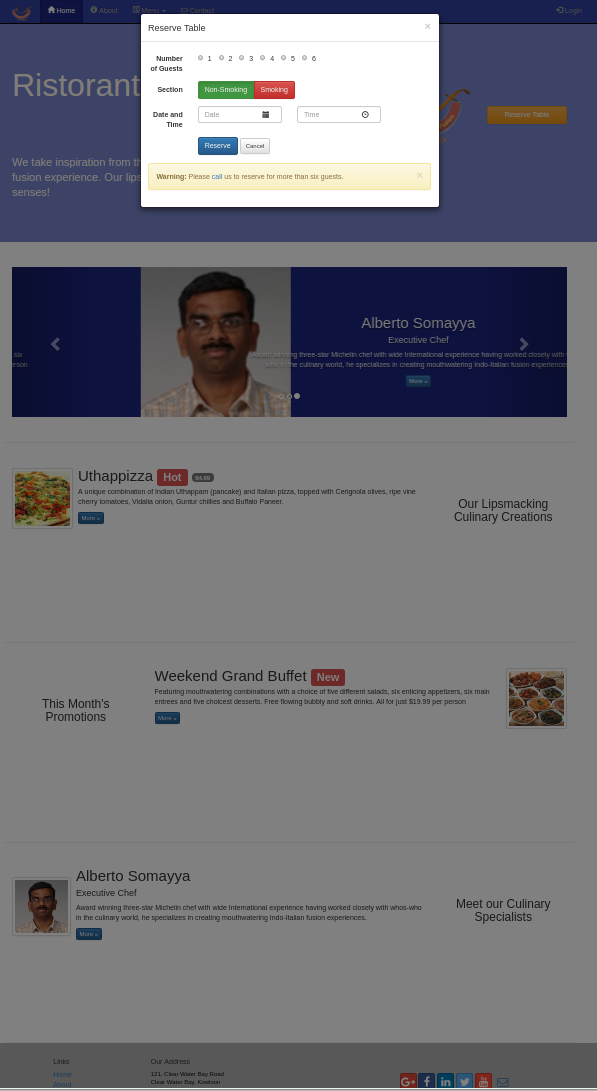 Home About Menu Contact Login
Reserve Table ×
Number of Guests 1 2 3 4 5 6
Section Non-Smoking Smoking
Date and Time Date Time
Reserve Cancel
Warning: Please call us to reserve for more than six guests. ×
Ristorant
Reserve Table
We take inspiration from th
fusion experience. Our lips
senses!
Alberto Somayya
Executive Chef
Award winning three-star Michelin chef with wide International experience having worked closely with
who in the culinary world, he specializes in creating mouthwatering Indo-Italian fusion experiences
six
erson
More »
Uthappizza Hot $4.99
A unique combination of Indian Uthappam (pancake) and Italian pizza, topped with Cerignola olives, ripe vine
cherry tomatoes, Vidalia onion, Guntur chillies and Buffalo Paneer.
More »
Our Lipsmacking
Culinary Creations
This Month's
Promotions
Weekend Grand Buffet New
Featuring mouthwatering combinations with a choice of five different salads, six enticing appetizers, six main
entrees and five choicest desserts. Free flowing bubbly and soft drinks. All for just $19.99 per person
More »
Alberto Somayya
Executive Chef
Award winning three-star Michelin chef with wide International experience having worked closely with whos-who
in the culinary world, he specializes in creating mouthwatering Indo-Italian fusion experiences.
More »
Meet our Culinary
Specialists
Links
Home
About
Our Address
121, Clear Water Bay Road
Clear Water Bay, Kowloon